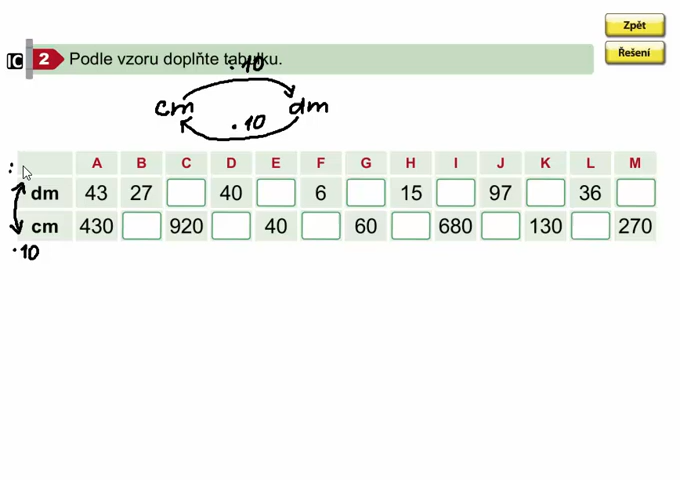 Zpět
2 Podle vzoru doplňte tabulku.
Řešení
: 10
cm dm
. 10
A B C D E F G H I J K L M
:
dm 43 27 40 6 15 97 36
cm 430 920 40 60 680 130 270
. 10